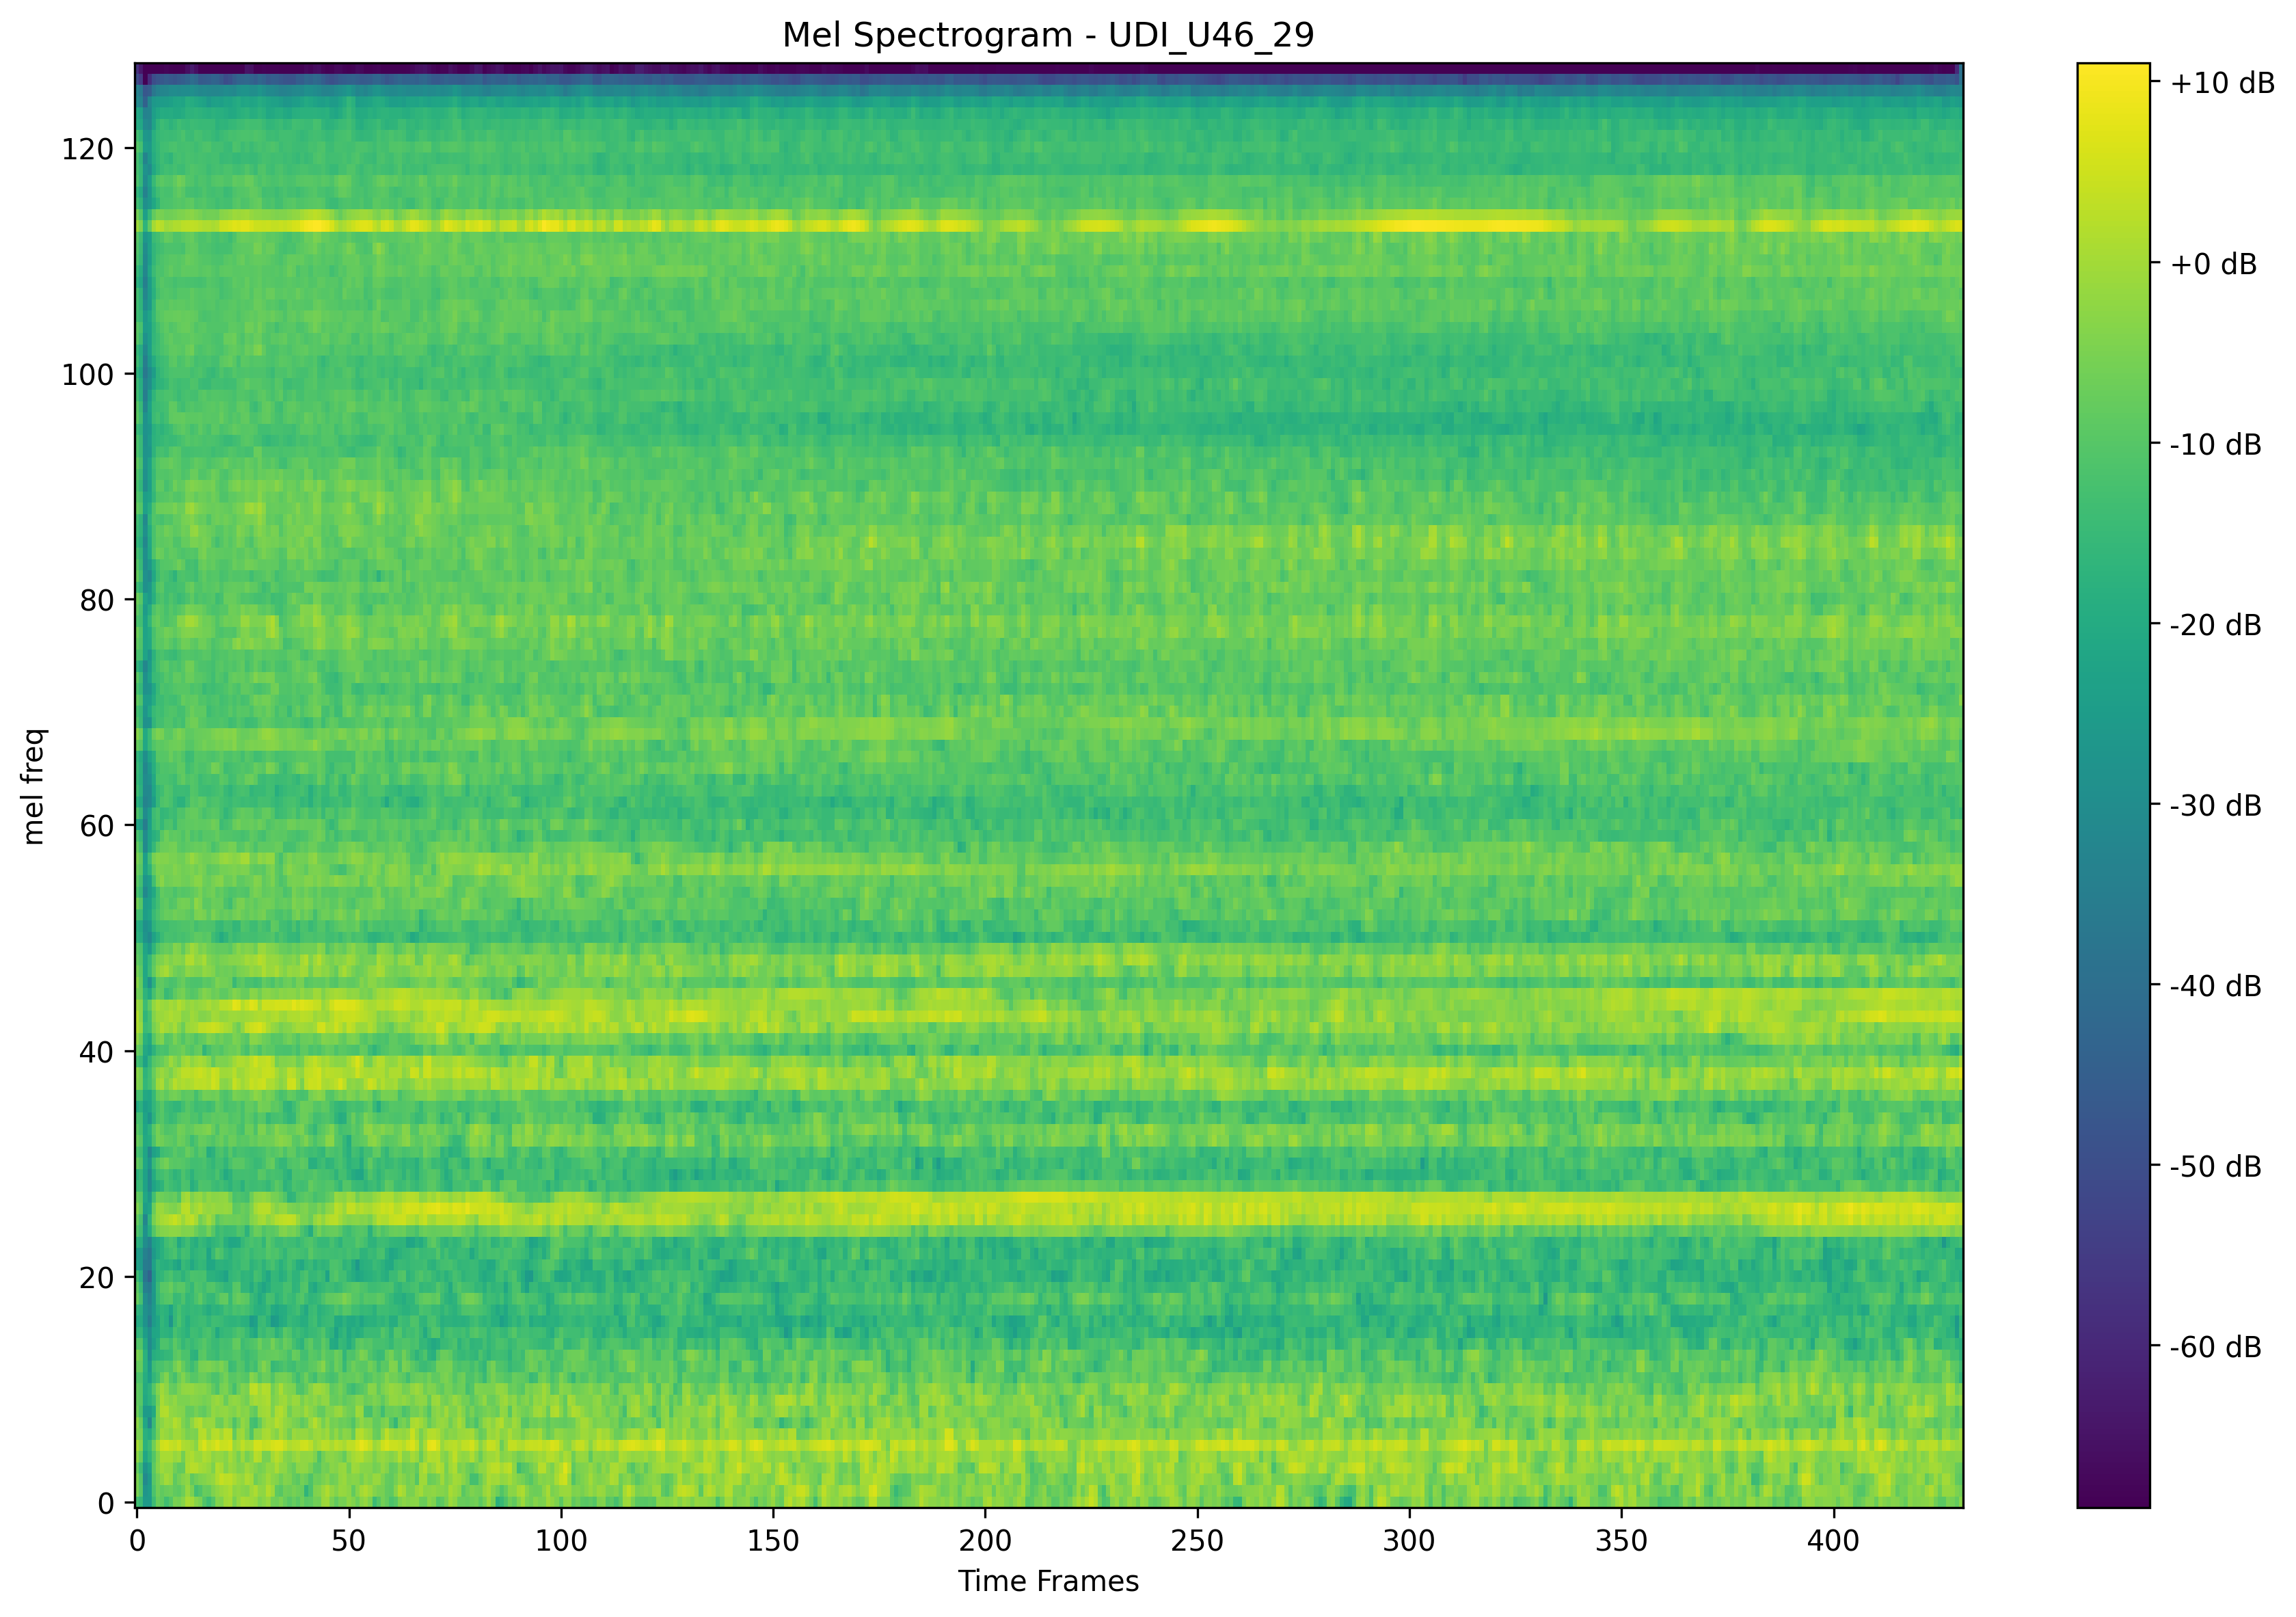 Mel Spectrogram - UDI_U46_29
mel freq
120
100
80
60
40
20
0
0 50 100 150 200 250 300 350 400
Time Frames
+10 dB
+0 dB
-10 dB
-20 dB
-30 dB
-40 dB
-50 dB
-60 dB